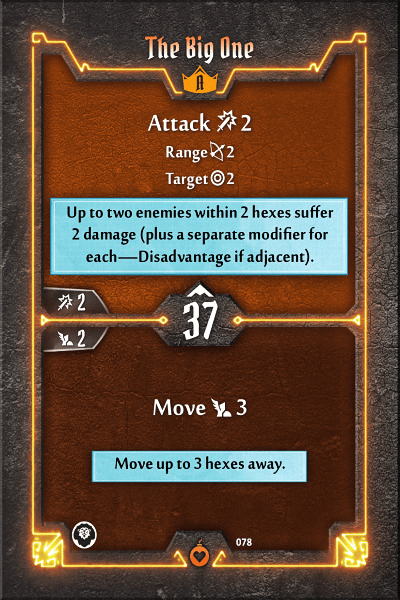 The Big One
A
Attack 2
Range 2
Target 2
Up to two enemies within 2 hexes suffer
2 damage (plus a separate modifier for
each—Disadvantage if adjacent).
2
37
2
Move 3
Move up to 3 hexes away.
078